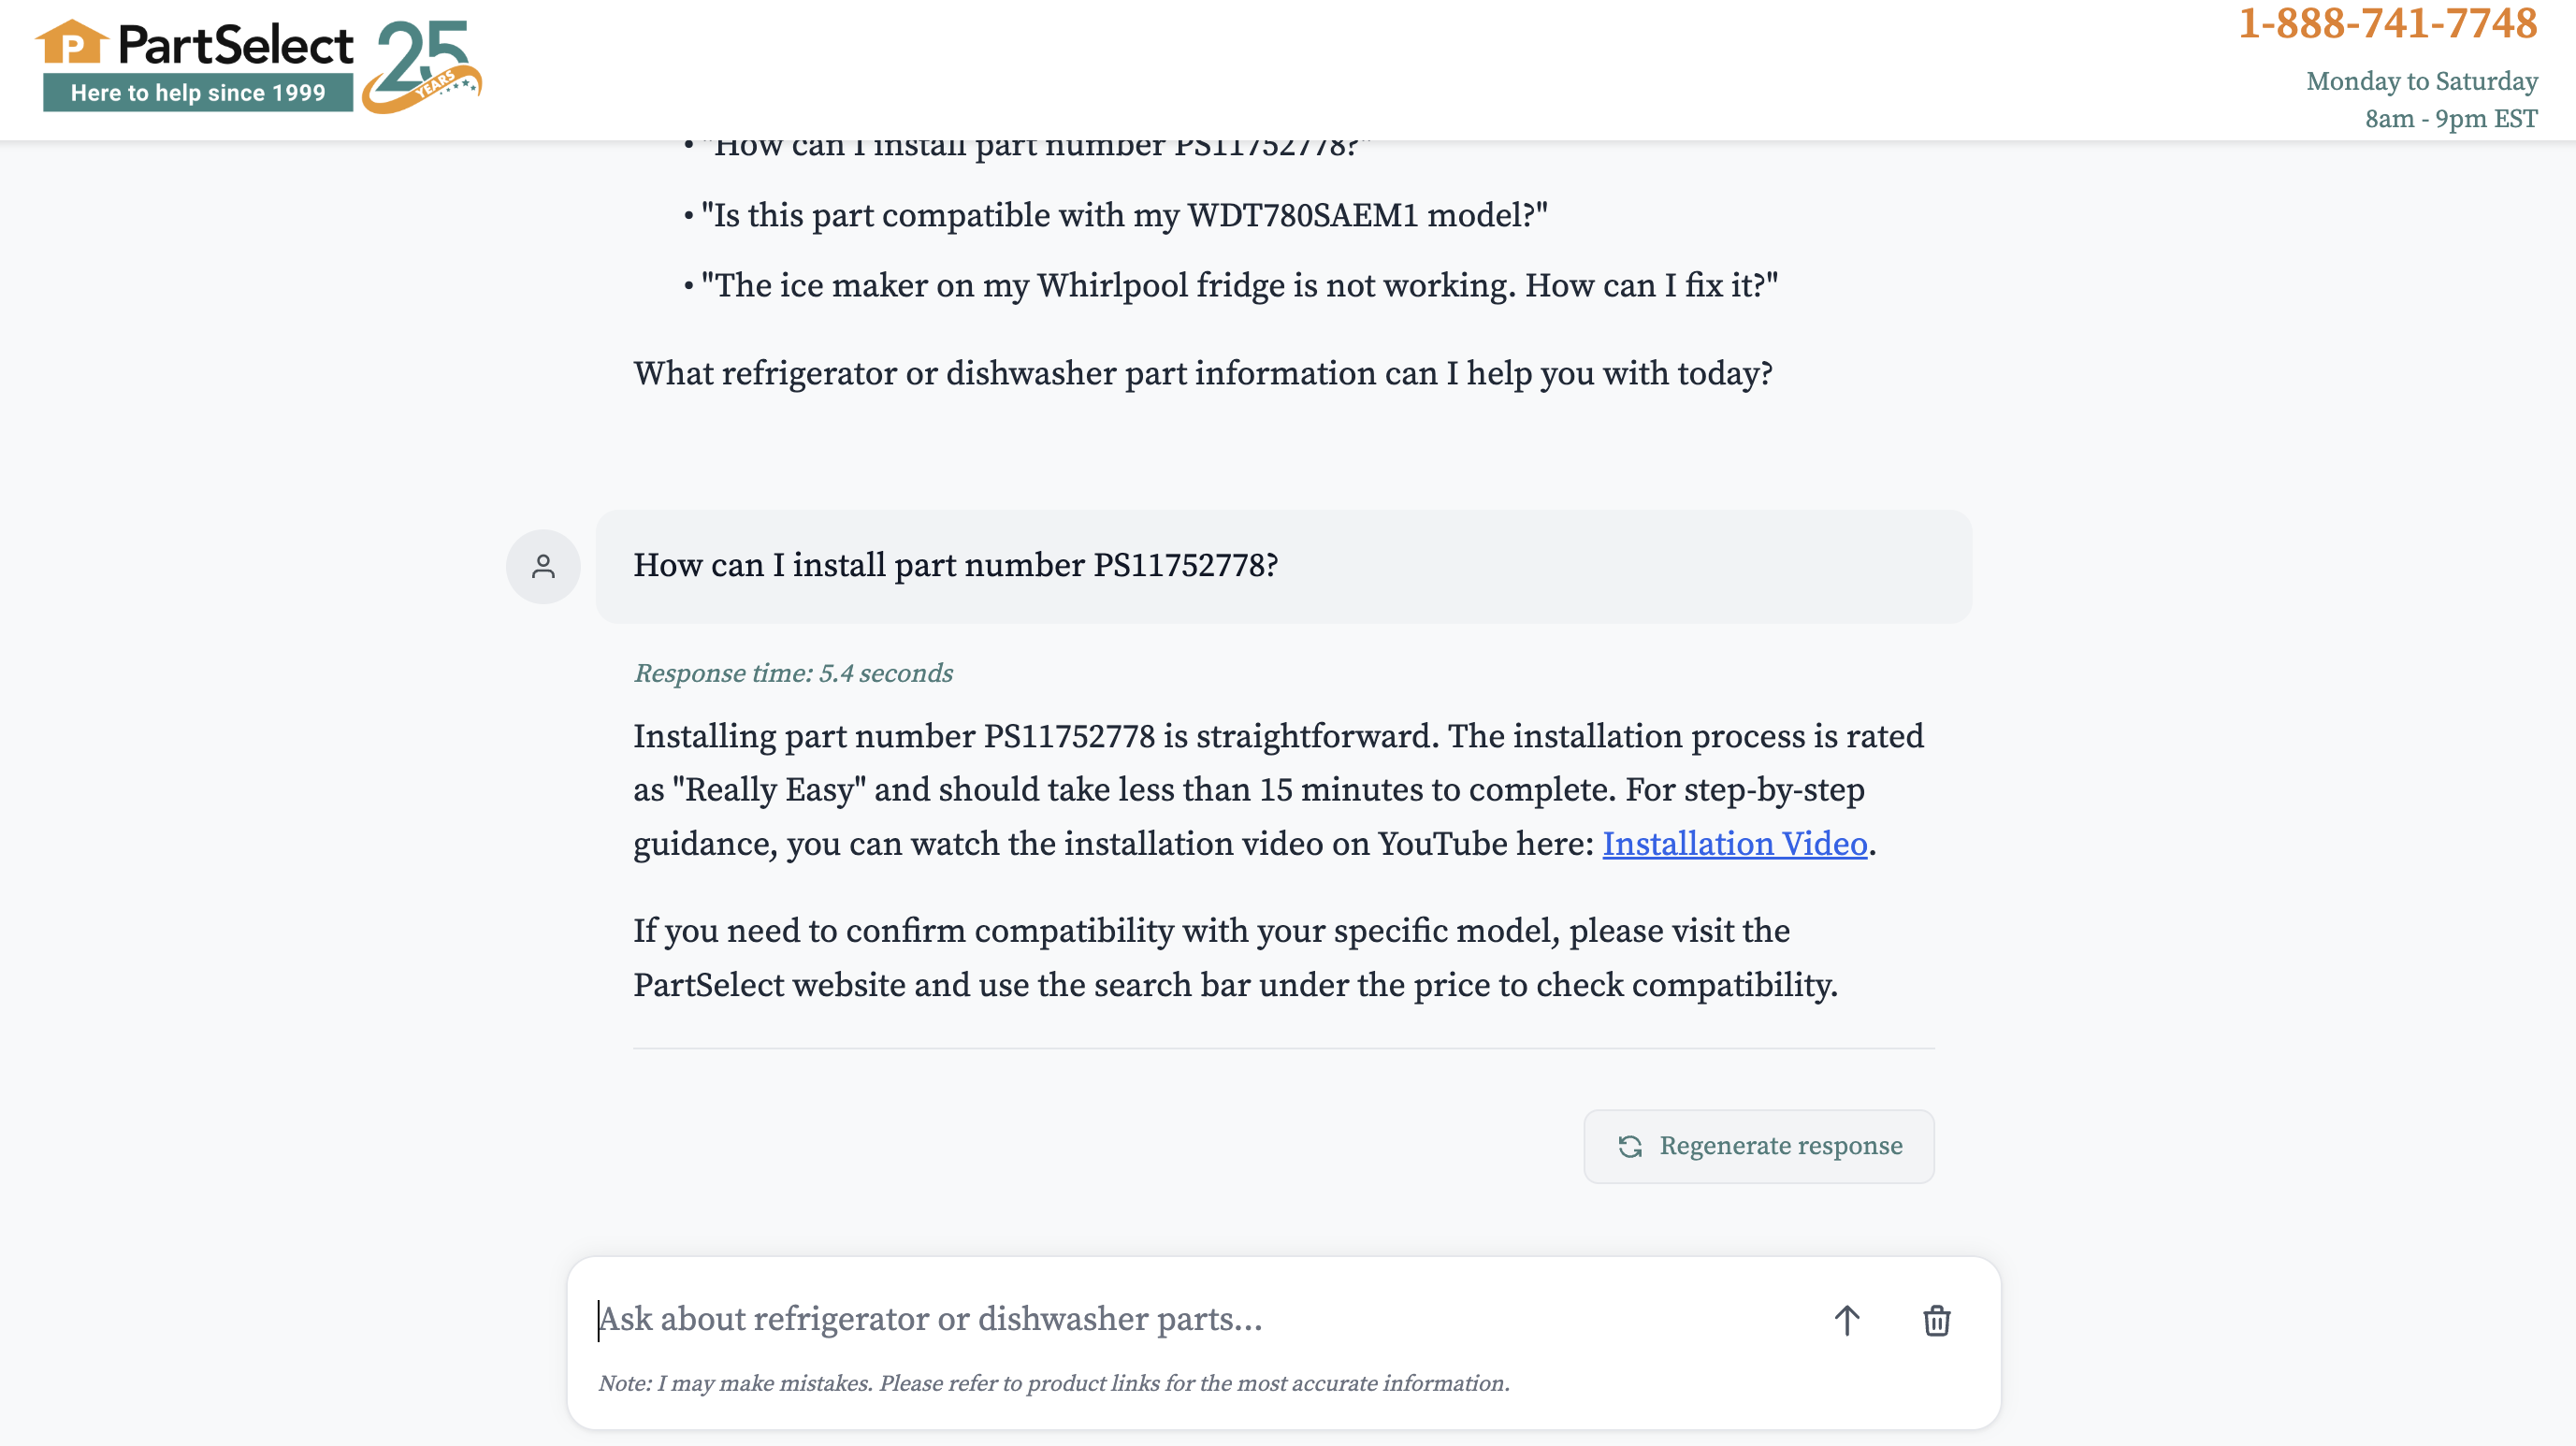 P PartSelect
Here to help since 1999
25
YEARS
1-888-741-7748
Monday to Saturday
8am - 9pm EST
• "How can I install part number PS11752778?"
• "Is this part compatible with my WDT780SAEM1 model?"
• "The ice maker on my Whirlpool fridge is not working. How can I fix it?"
What refrigerator or dishwasher part information can I help you with today?
How can I install part number PS11752778?
Response time: 5.4 seconds
Installing part number PS11752778 is straightforward. The installation process is rated
as "Really Easy" and should take less than 15 minutes to complete. For step-by-step
guidance, you can watch the installation video on YouTube here: Installation Video.
If you need to confirm compatibility with your specific model, please visit the
PartSelect website and use the search bar under the price to check compatibility.
Regenerate response
Ask about refrigerator or dishwasher parts...
Note: I may make mistakes. Please refer to product links for the most accurate information.